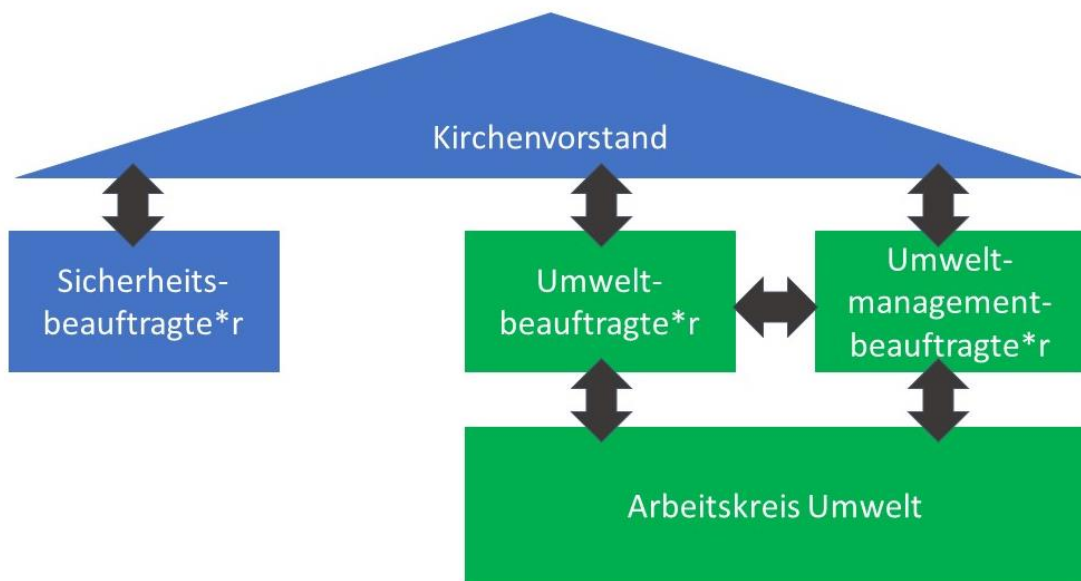 Kirchenvorstand
Sicherheits-
beauftragte*r
Umwelt-
beauftragte*r
Umwelt-
management-
beauftragte*r
Arbeitskreis Umwelt